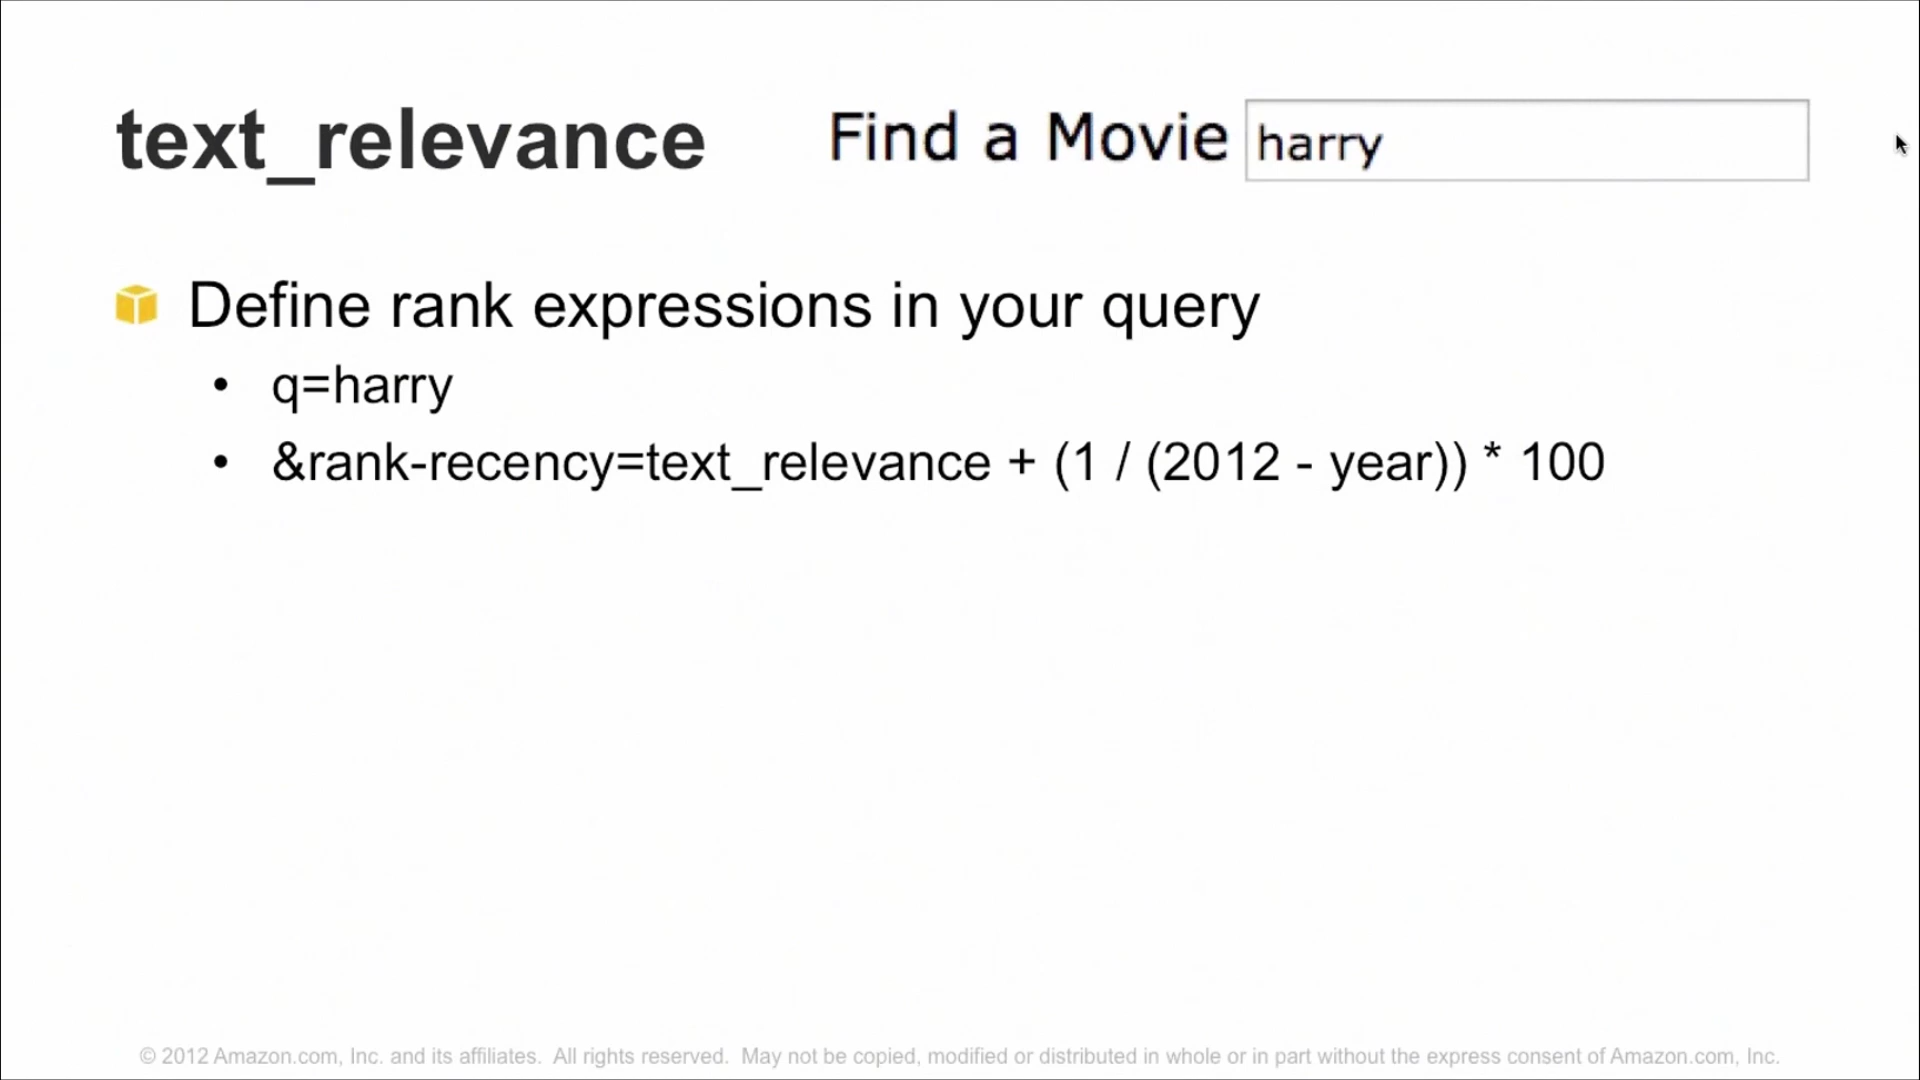 text_relevance
Find a Movie harry
Define rank expressions in your query
• q=harry
• &rank-recency=text_relevance + (1 / (2012 - year)) * 100
© 2012 Amazon.com, Inc. and its affiliates. All rights reserved. May not be copied, modified or distributed in whole or in part without the express consent of Amazon.com, Inc.